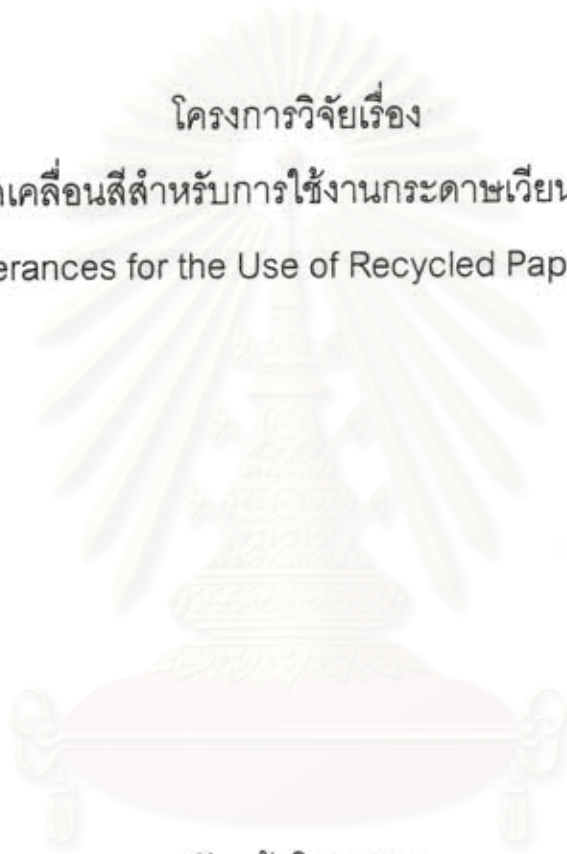 โครงการวิจัยเรื่อง
เคลื่อนสีสำหรับการใช้งานกระดาษเวียน
erances for the Use of Recycled Pap